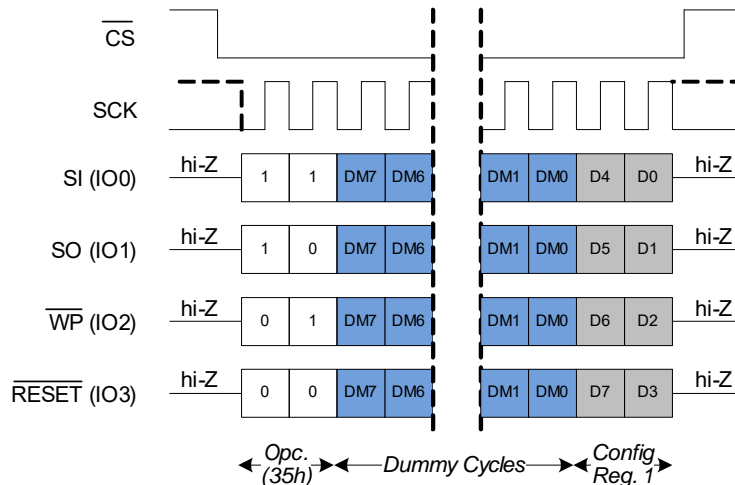 CS
SCK
SI (IO0) hi-Z 1 1 DM7 DM6 DM1 DM0 D4 D0 hi-Z
SO (IO1) hi-Z 1 0 DM7 DM6 DM1 DM0 D5 D1 hi-Z
WP (IO2) hi-Z 0 1 DM7 DM6 DM1 DM0 D6 D2 hi-Z
RESET (IO3) hi-Z 0 0 DM7 DM6 DM1 DM0 D7 D3 hi-Z
Opc.
(35h)
Dummy Cycles
Config
Reg. 1